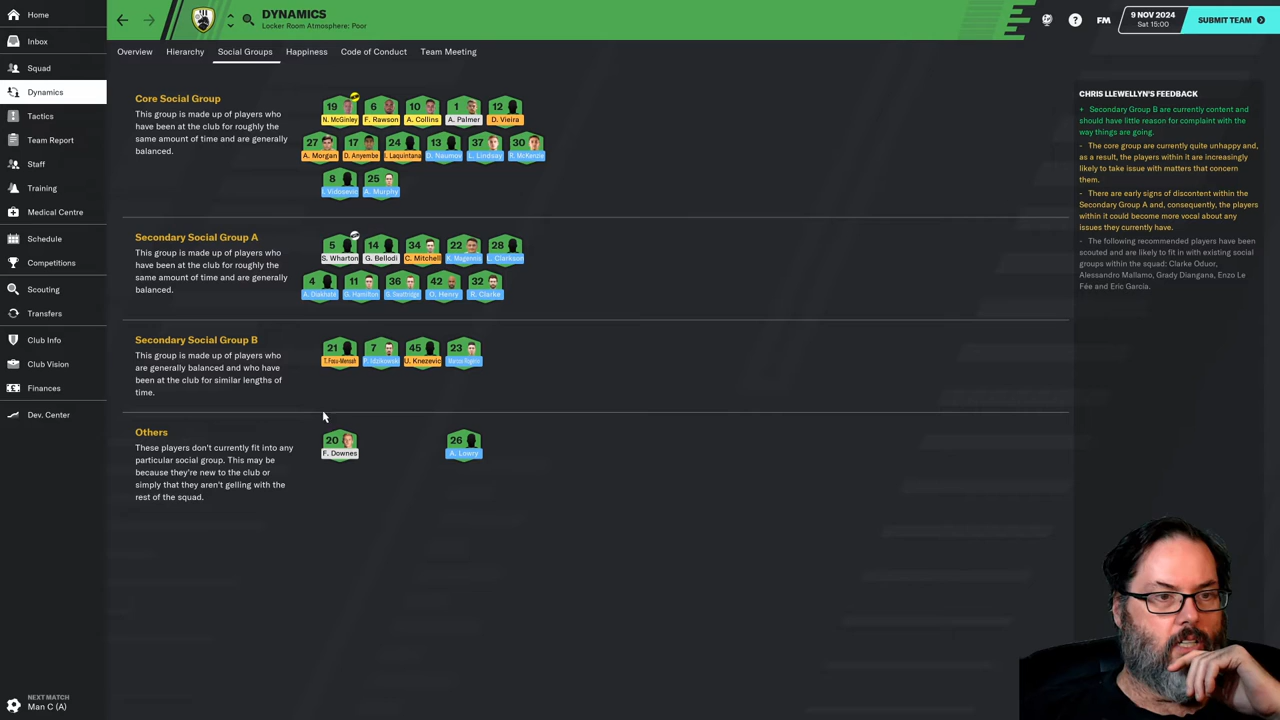 Home
Inbox
Squad
Dynamics
Tactics
Team Report
Staff
Training
Medical Centre
Schedule
Competitions
Scouting
Transfers
Club Info
Club Vision
Finances
Dev. Center
NEXT MATCH
Man C (A)
DYNAMICS
Locker Room Atmosphere: Poor
FM
9 NOV 2024
Sat 15:00
SUBMIT TEAM
Overview
Hierarchy
Social Groups
Happiness
Code of Conduct
Team Meeting
Core Social Group
This group is made up of players who
have been at the club for roughly the
same amount of time and are generally
balanced.
19 6 10 1 12
N. McGinley F. Rawson A. Collins A. Palmer D. Vieira
27 17 24 13 37 30
A. Morgan D. Anyembe I. Laquintana D. Naumov L. Lindsay R. McKenzie
8 25
I. Vidosevic A. Murphy
Secondary Social Group A
This group is made up of players who
have been at the club for roughly the
same amount of time and are generally
balanced.
5 14 34 22 28
S. Wharton G. Bellodi C. Mitchell K. Magennis L. Clarkson
4 11 36 42 32
A. Diakhate G. Hamilton O. Henry R. Clarke
Secondary Social Group B
This group is made up of players who
are generally balanced and who have
been at the club for similar lengths of
time.
21 7 45 23
T. Fosu-Mensah P. Idzikowski U. Knezevic
Others
These players don't currently fit into any
particular social group. This may be
because they're new to the club or
simply that they aren't gelling with the
rest of the squad.
20 26
F. Downes A. Lowry
CHRIS LLEWELLYN'S FEEDBACK
+ Secondary Group B are currently content and
should have little reason for complaint with the
way things are going.
- The core group are currently quite unhappy and,
as a result, the players within it are increasingly
likely to take issue with matters that concern
them.
- There are early signs of discontent within the
Secondary Group A and, consequently, the players
within it could become more vocal about any
issues they currently have.
- The following recommended players have been
scouted and are likely to fit in with existing social
groups within the squad: Clarke Oduor,
Alessandro Mallamo, Grady Diangana, Enzo Le
Fée and Eric García.